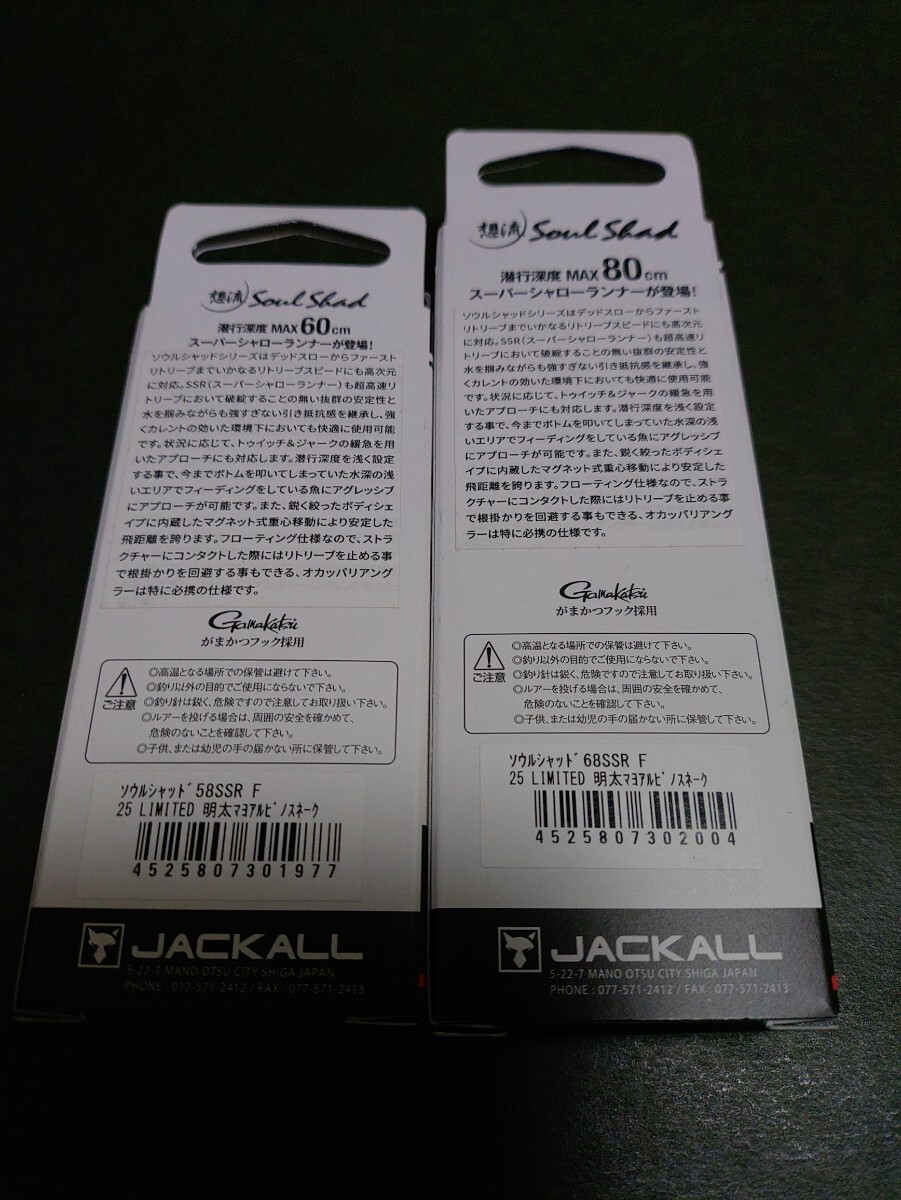 想流 Soul Shad
潜行深度 MAX 60cm
スーパーシャローランナーが登場!
ソウルシャッドシリーズはデッドスローからファースト
リトリーブまでいかなるリトリーブスピードにも高次元
に対応。SSR(スーパーシャローランナー)も超高速リ
トリーブにおいて破綻することの無い抜群の安定性と
水を掴みながらも強すぎない引き抵抗感を継承し、強
くカレントの効いた環境下においても快適に使用可能
です。状況に応じて、トゥイッチ&ジャークの緩急を用
いたアプローチにも対応します。潜行深度を浅く設定
する事で、今までボトムを叩いてしまっていた水深の浅
いエリアでフィーディングをしている魚にアグレッシブ
にアプローチが可能です。また、鋭く絞ったボディシェ
イプに内蔵したマグネット式重心移動により安定した
飛距離を誇ります。フローティング仕様なので、ストラ
クチャーにコンタクトした際にはリトリーブを止める事
で根掛かりを回避する事もできる、オカッパリアング
ラーは特に必携の仕様です。
Gamakatsu
がまかつフック採用
ご注意
◎高温となる場所での保管は避けて下さい。
◎釣り以外の目的でご使用にならないで下さい。
◎釣り針は鋭く、危険ですので注意してお取り扱い下さい。
◎ルアーを投げる場合は、周囲の安全を確かめて、
危険のないことを確認して下さい。
◎子供、または幼児の手の届かない所に保管して下さい。
ソウルシャッド58SSR F
25 LIMITED 明太マヨアルビノスネーク
4525807301977
JACKALL
5-22-7 MANO OTSU CITY SHIGA JAPAN
PHONE : 077-571-2412 / FAX : 077-571-2413
想流 Soul Shad
潜行深度 MAX 80cm
スーパーシャローランナーが登場!
ソウルシャッドシリーズはデッドスローからファースト
リトリーブまでいかなるリトリーブスピードにも高次元
に対応。SSR(スーパーシャローランナー)も超高速リ
トリーブにおいて破綻することの無い抜群の安定性と
水を掴みながらも強すぎない引き抵抗感を継承し、強
くカレントの効いた環境下においても快適に使用可能
です。状況に応じて、トゥイッチ&ジャークの緩急を用
いたアプローチにも対応します。潜行深度を浅く設定
する事で、今までボトムを叩いてしまっていた水深の浅
いエリアでフィーディングをしている魚にアグレッシブ
にアプローチが可能です。また、鋭く絞ったボディシェ
イプに内蔵したマグネット式重心移動により安定した
飛距離を誇ります。フローティング仕様なので、ストラ
クチャーにコンタクトした際にはリトリーブを止める事
で根掛かりを回避する事もできる、オカッパリアング
ラーは特に必携の仕様です。
Gamakatsu
がまかつフック採用
ご注意
◎高温となる場所での保管は避けて下さい。
◎釣り以外の目的でご使用にならないで下さい。
◎釣り針は鋭く、危険ですので注意してお取り扱い下さい。
◎ルアーを投げる場合は、周囲の安全を確かめて、
危険のないことを確認して下さい。
◎子供、または幼児の手の届かない所に保管して下さい。
ソウルシャッド68SSR F
25 LIMITED 明太マヨアルビノスネーク
4525807302004
JACKALL
5-22-7 MANO OTSU CITY SHIGA JAPAN
PHONE : 077-571-2412 / FAX : 077-571-2413